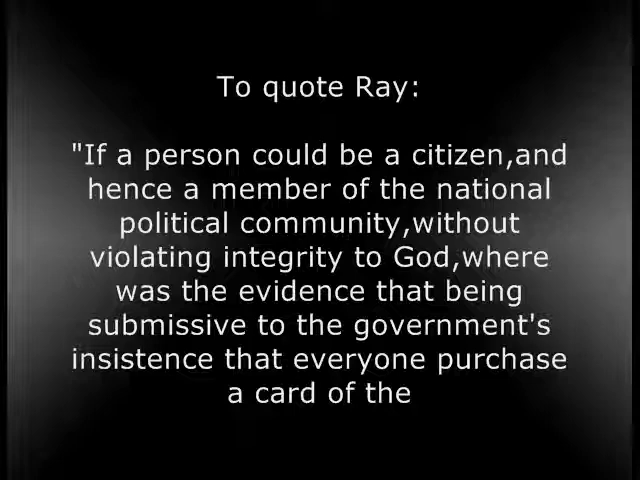 To quote Ray:
"If a person could be a citizen,and
hence a member of the national
political community,without
violating integrity to God,where
was the evidence that being
submissive to the government's
insistence that everyone purchase
a card of the